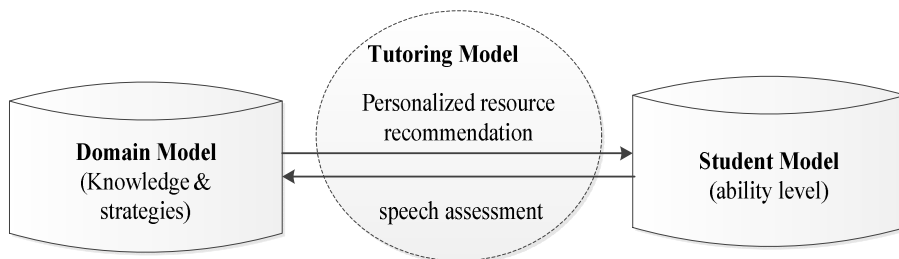 Tutoring Model
Personalized resource
recommendation
Domain Model
(Knowledge &
strategies)
Student Model
(ability level)
speech assessment